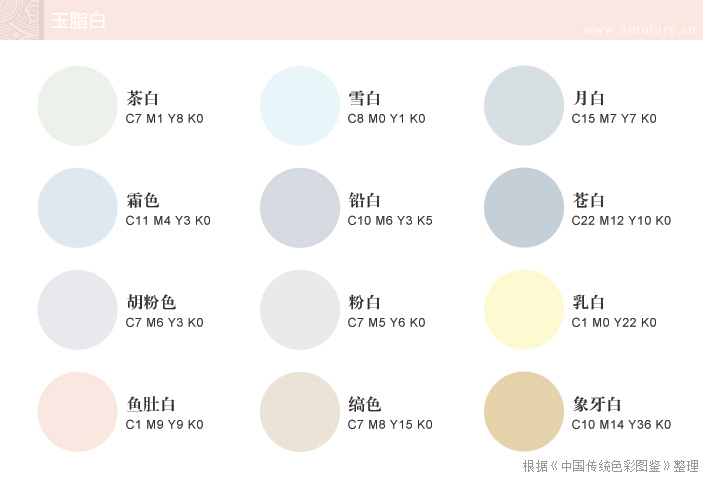 玉脂白
www.anfuture.cn
茶白
C7 M1 Y8 K0
雪白
C8 M0 Y1 K0
月白
C15 M7 Y7 K0
霜色
C11 M4 Y3 K0
铅白
C10 M6 Y3 K5
苍白
C22 M12 Y10 K0
胡粉色
C7 M6 Y3 K0
粉白
C7 M5 Y6 K0
乳白
C1 M0 Y22 K0
鱼肚白
C1 M9 Y9 K0
缟色
C7 M8 Y15 K0
象牙白
C10 M14 Y36 K0
根据《中国传统色彩图鉴》整理